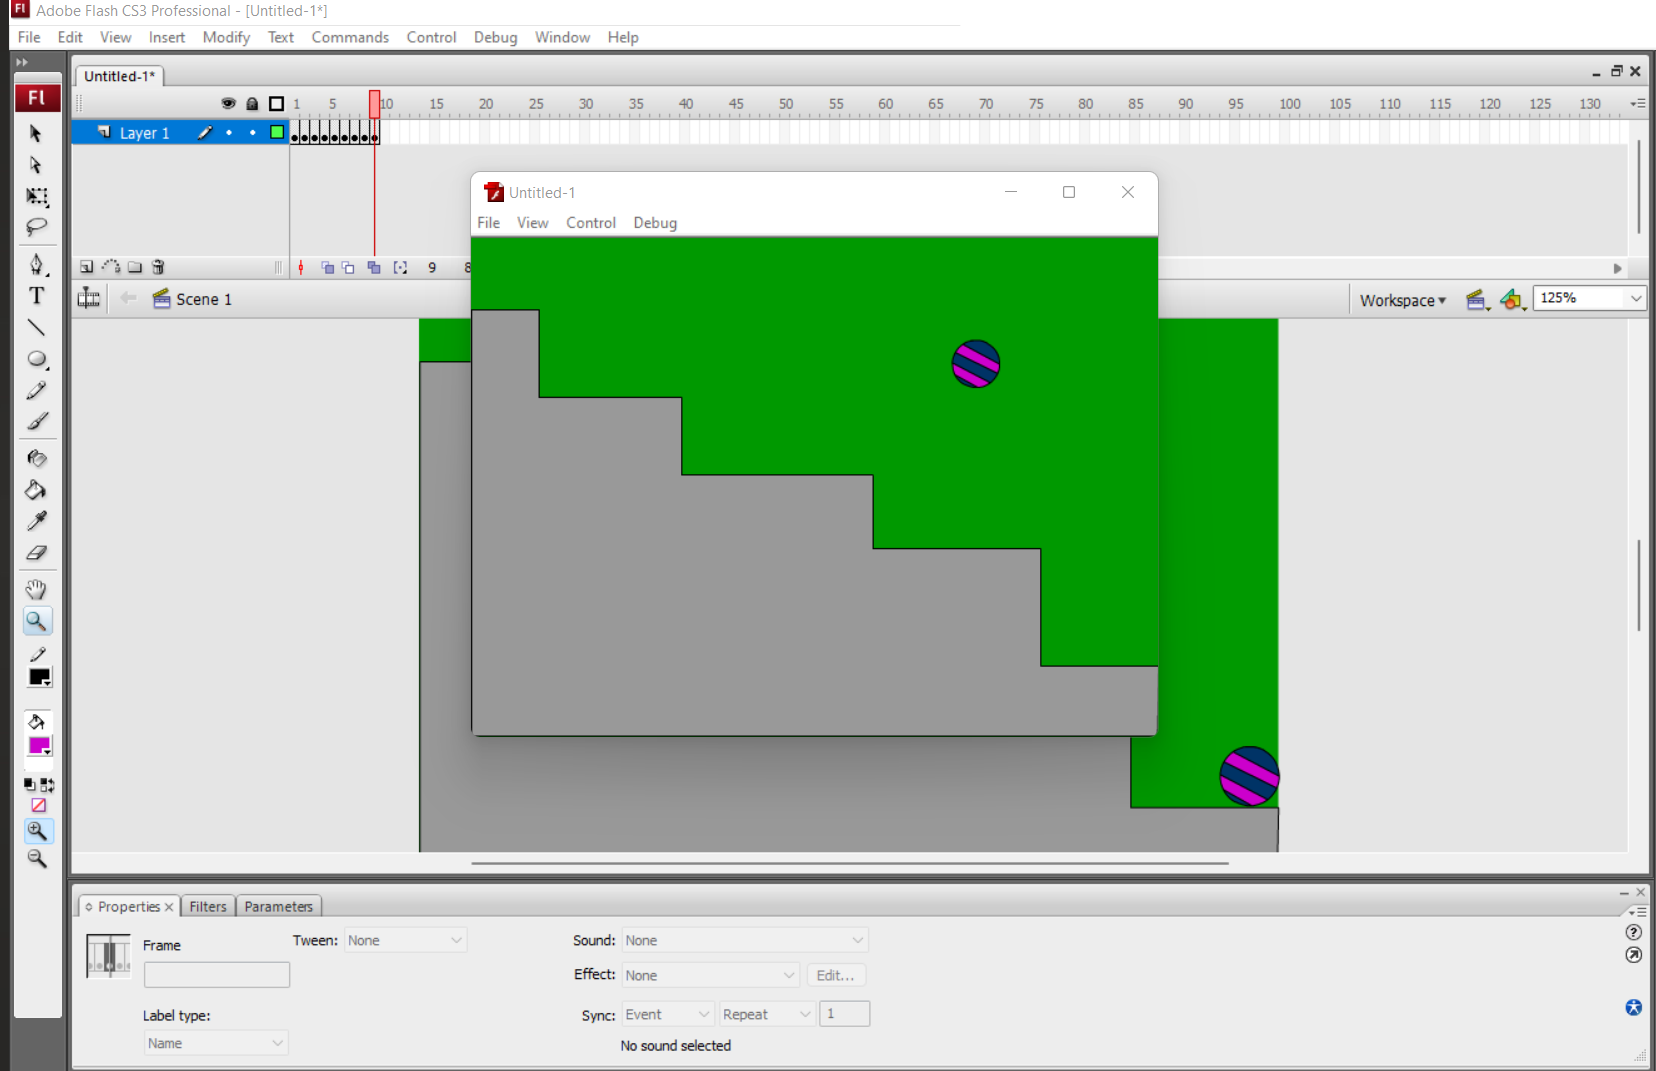 Fl Adobe Flash CS3 Professional - [Untitled-1*]
File Edit View Insert Modify Text Commands Control Debug Window Help
Untitled-1*
Fl
1 5 10 15 20 25 30 35 40 45 50 55 60 65 70 75 80 85 90 95 100 105 110 115 120 125 130
Layer 1
Untitled-1
File View Control Debug
9 8
Scene 1
Workspace
125%
T
Properties Filters Parameters
Frame
Tween: None
Sound: None
Effect: None Edit...
Label type:
Sync: Event Repeat 1
Name
No sound selected